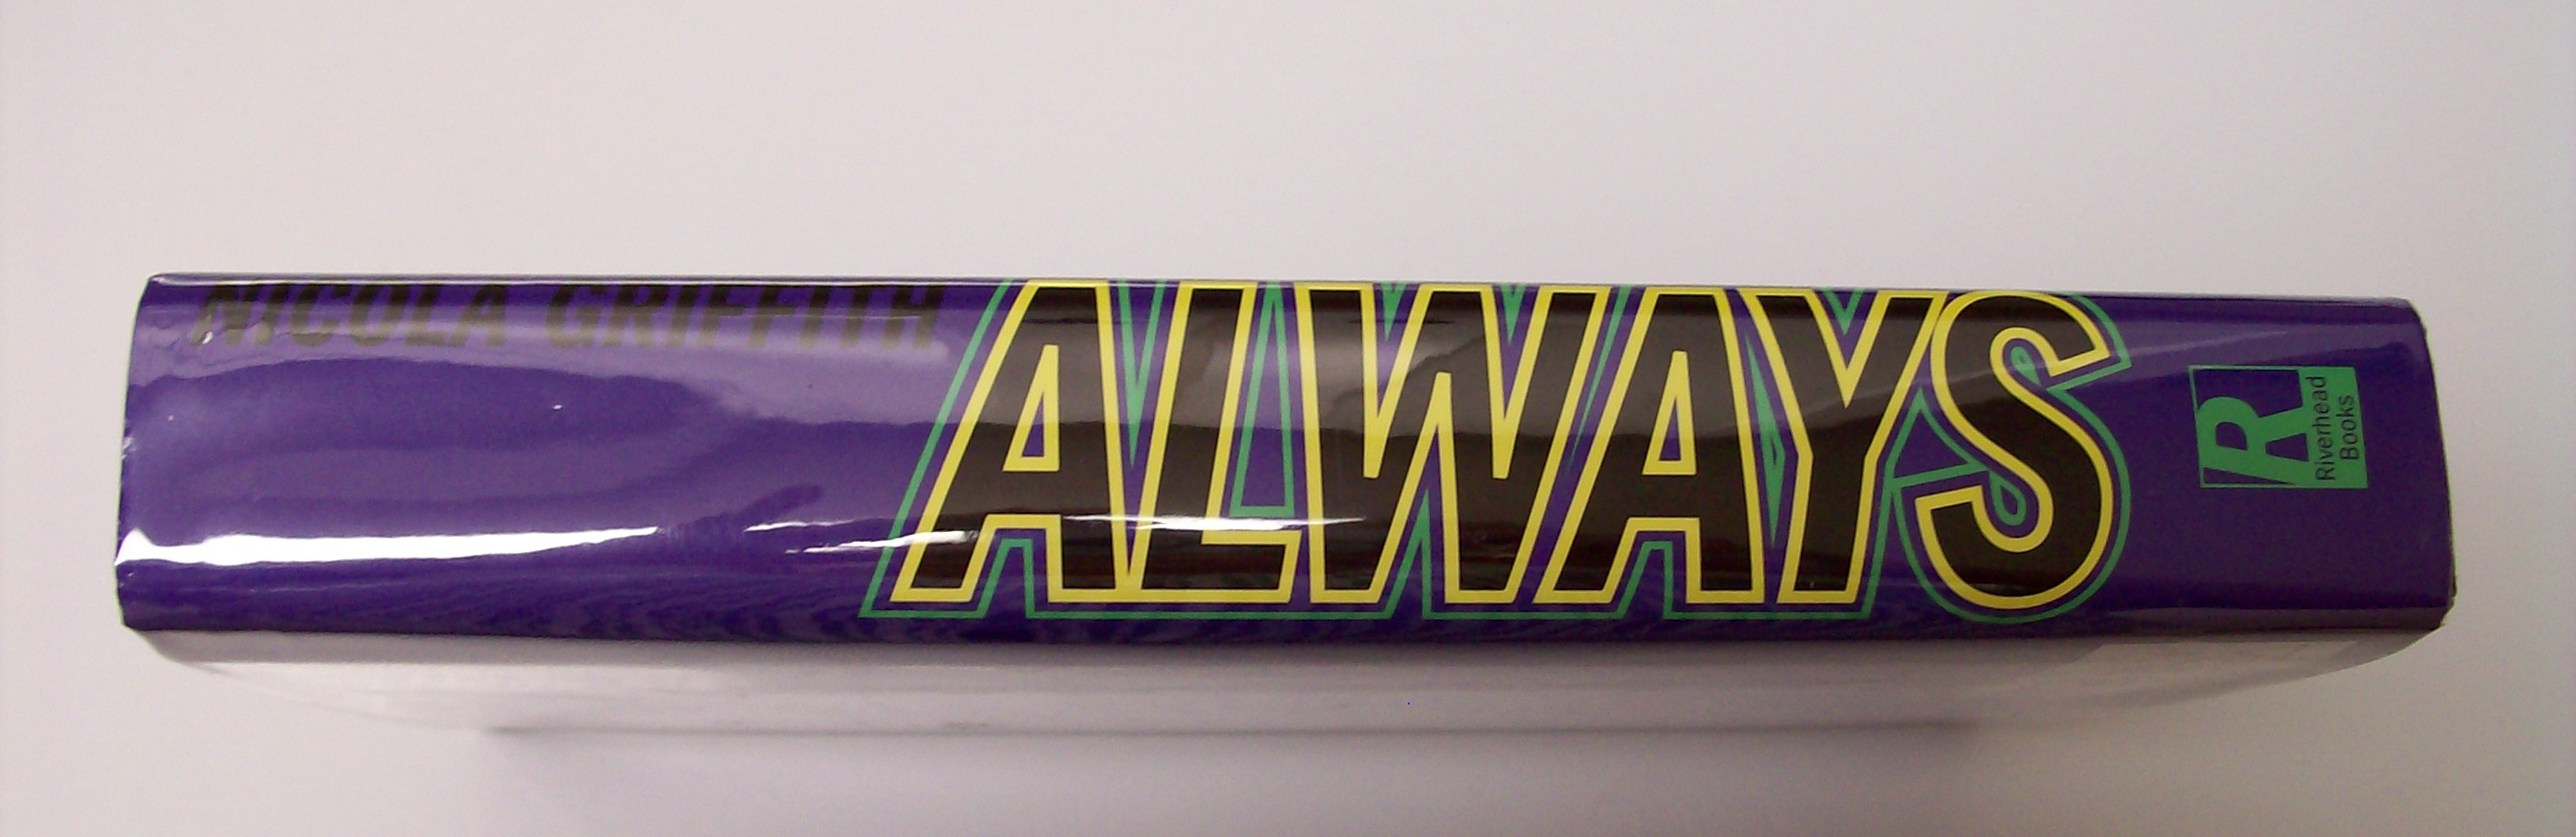 NICOLA GRIFFITH
ALWAYS
R
Riverhead
Books